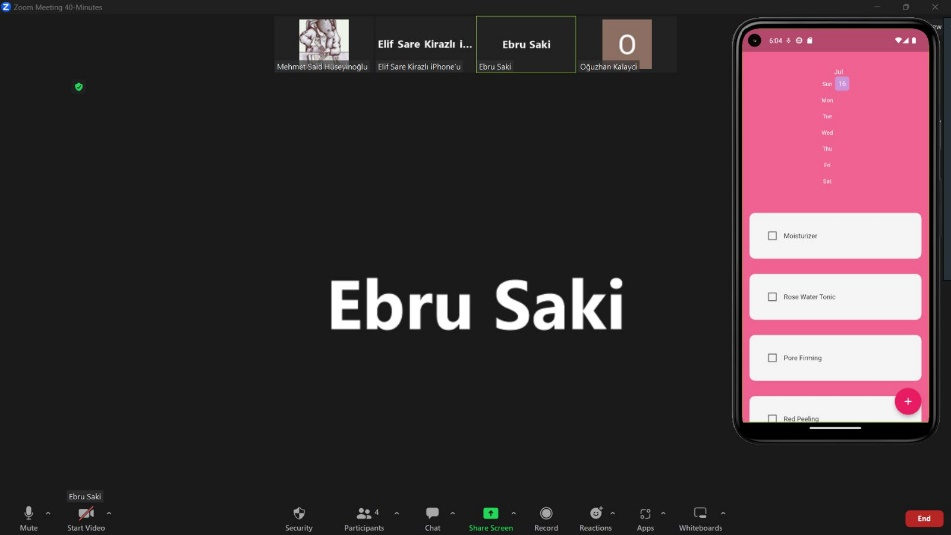 Zoom Meeting 40-Minutes
Elif Sare Kirazlı i...
Ebru Saki
O
Mehmet Said Hüseyinoğlu
Elif Sare Kirazlı iPhone'u
Ebru Saki
Oğuzhan Kalaycı
6:04
Jul
Sun 16
Mon
Tue
Wed
Thu
Fri
Sat
Moisturizer
Rose Water Tonic
Pore Firming
Red Peeling
+
Ebru Saki
Ebru Saki
4
Mute
Start Video
Security
Participants
Chat
Share Screen
Record
Reactions
Apps
Whiteboards
End